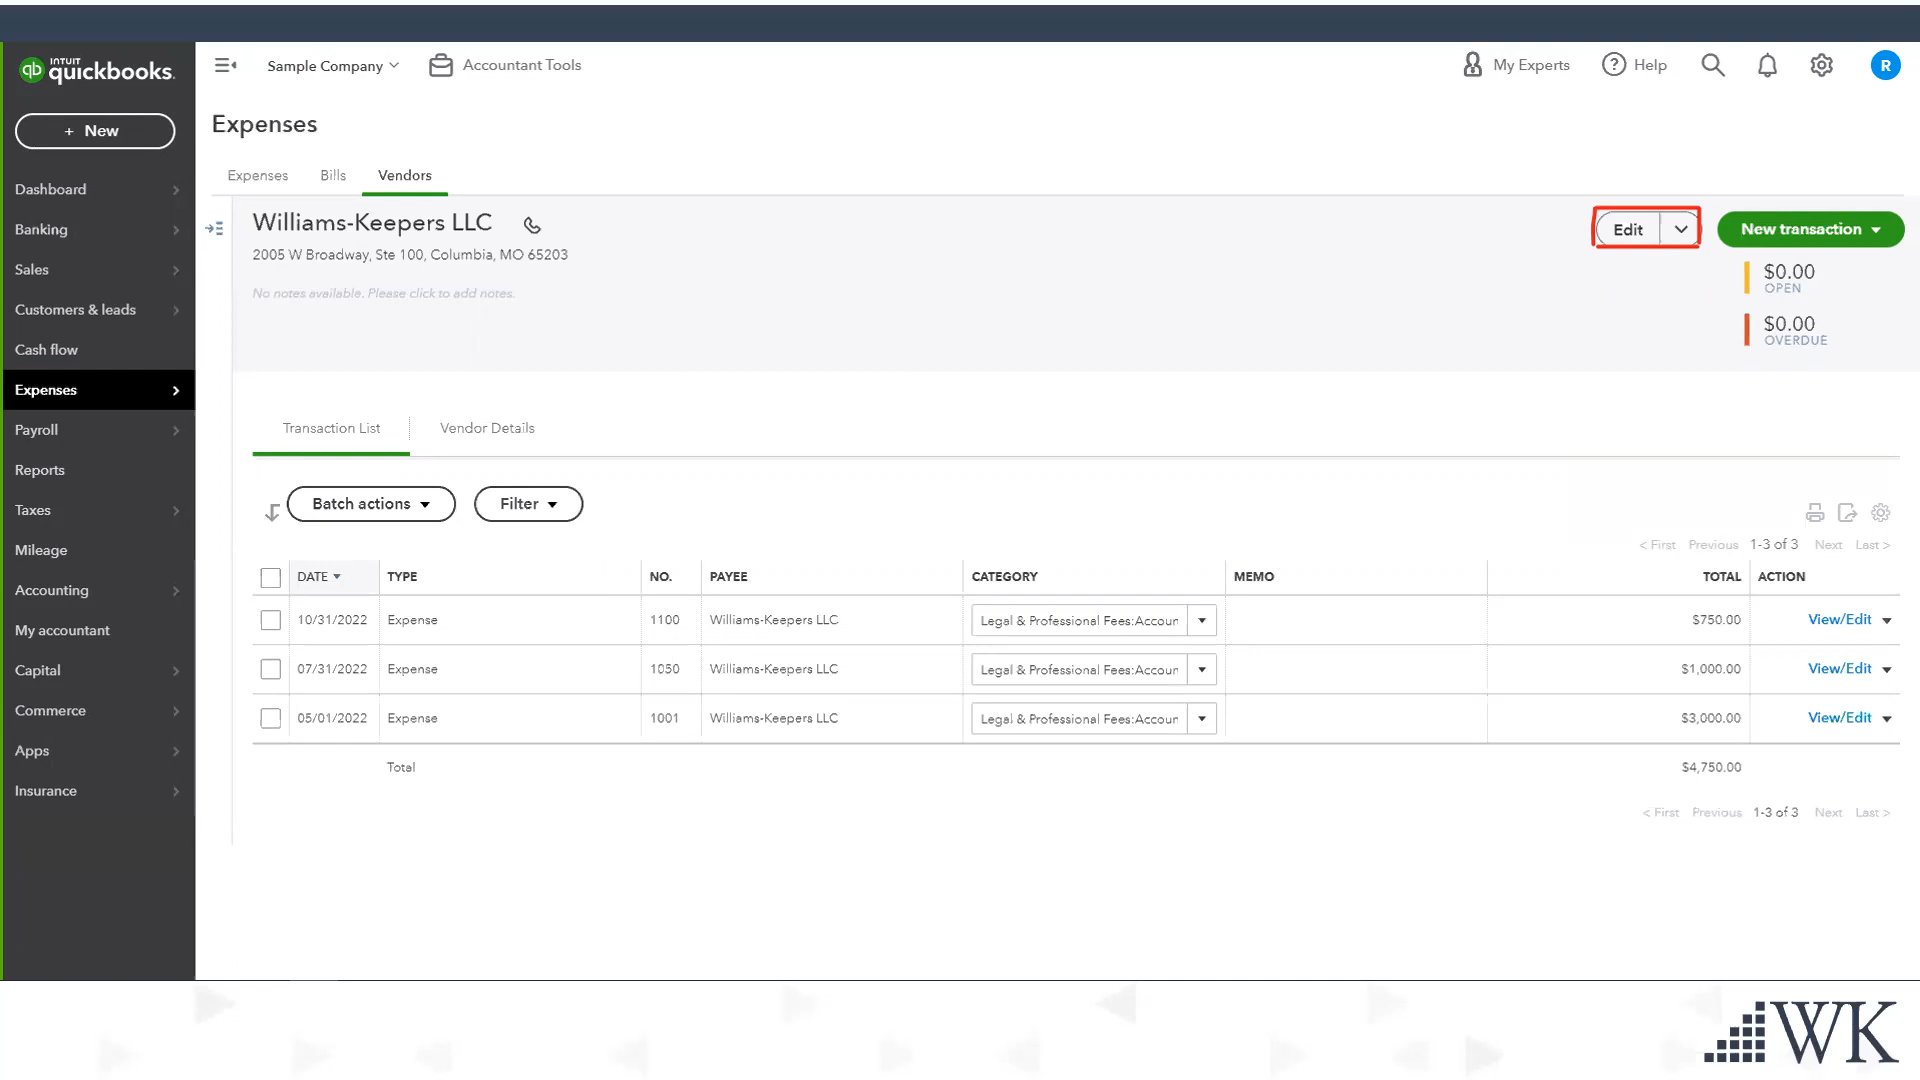 INTUIT
quickbooks.
qb
Sample Company
Accountant Tools
My Experts
Help
R
+ New
Expenses
Expenses
Bills
Vendors
Dashboard
Banking
Sales
Customers & leads
Cash flow
Expenses
Payroll
Reports
Taxes
Mileage
Accounting
My accountant
Capital
Commerce
Apps
Insurance
Williams-Keepers LLC
2005 W Broadway, Ste 100, Columbia, MO 65203
No notes available. Please click to add notes.
Edit
New transaction
$0.00
OPEN
$0.00
OVERDUE
Transaction List
Vendor Details
Batch actions
Filter
< First Previous 1-3 of 3 Next Last >
DATE TYPE NO. PAYEE CATEGORY MEMO TOTAL ACTION
10/31/2022 Expense 1100 Williams-Keepers LLC Legal & Professional Fees:Accoun $750.00 View/Edit
07/31/2022 Expense 1050 Williams-Keepers LLC Legal & Professional Fees:Accoun $1,000.00 View/Edit
05/01/2022 Expense 1001 Williams-Keepers LLC Legal & Professional Fees:Accoun $3,000.00 View/Edit
Total $4,750.00
< First Previous 1-3 of 3 Next Last >
WK